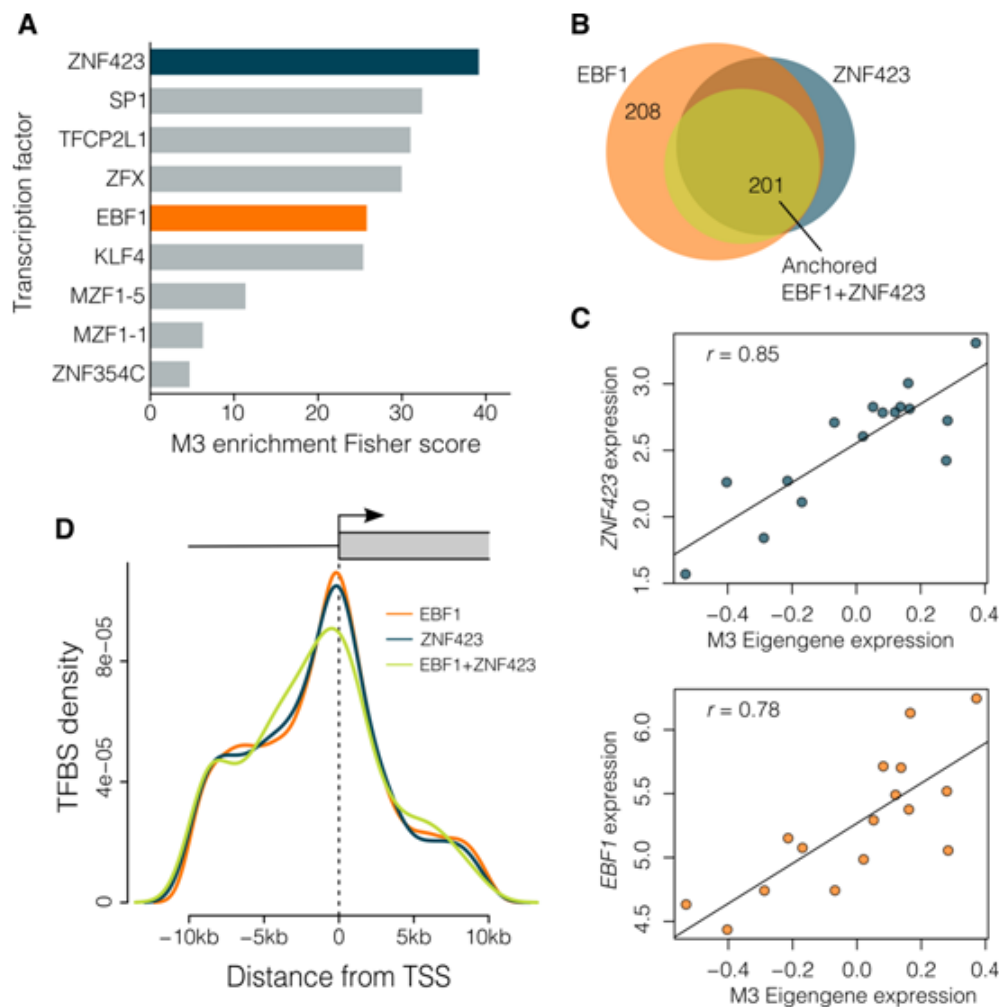 A
Transcription factor
ZNF423
SP1
TFCP2L1
ZFX
EBF1
KLF4
MZF1-5
MZF1-1
ZNF354C
0 10 20 30 40
M3 enrichment Fisher score
B
EBF1
ZNF423
208
201
Anchored
EBF1+ZNF423
C
r = 0.85
ZNF423 expression
3.0
2.5
2.0
1.5
−0.4 −0.2 0.0 0.2 0.4
M3 Eigengene expression
r = 0.78
EBF1 expression
6.0
5.5
5.0
4.5
−0.4 −0.2 0.0 0.2 0.4
M3 Eigengene expression
D
EBF1
ZNF423
EBF1+ZNF423
TFBS density
8e-05
4e-05
0
−10kb −5kb 0 5kb 10kb
Distance from TSS